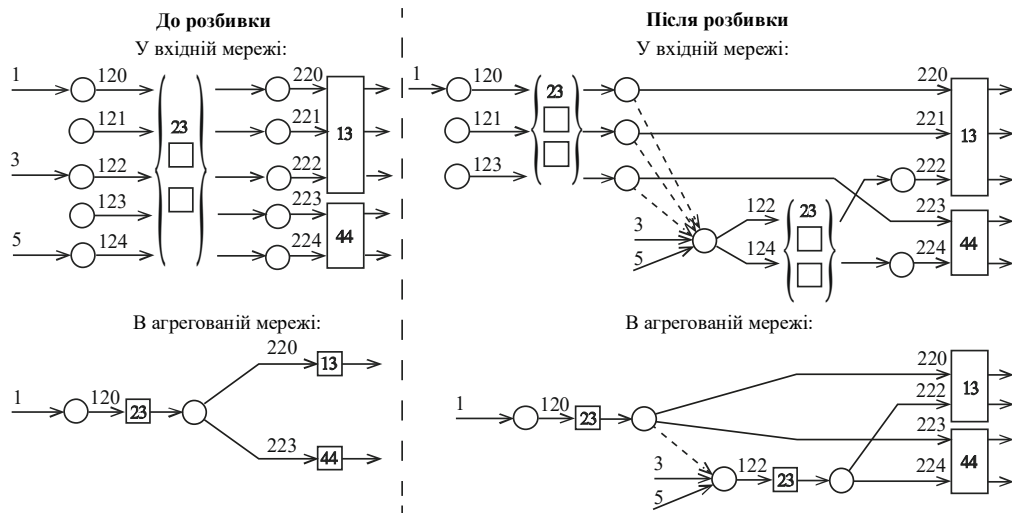 До розбивки
У вхідній мережі:
1 120 220
121 23 221 13
3 122 222
123 223
5 124 224 44
В агрегованій мережі:
220 13
1 120 23
223 44
Після розбивки
У вхідній мережі:
1 120 23 220
121 221 13
123 222
122 23 223
3 124 224 44
5
В агрегованій мережі:
220
1 120 23 222 13
223
3 122 23 224 44
5